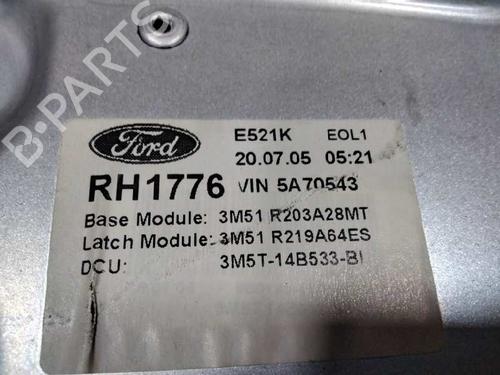 B-PARTS
Ford E521K EOL1
20.07.05 05:21
RH1776 VIN 5A70543
Base Module: 3M51 R203A28MT
Latch Module: 3M51 R219A64ES
DCU: 3M5T-14B533-BI